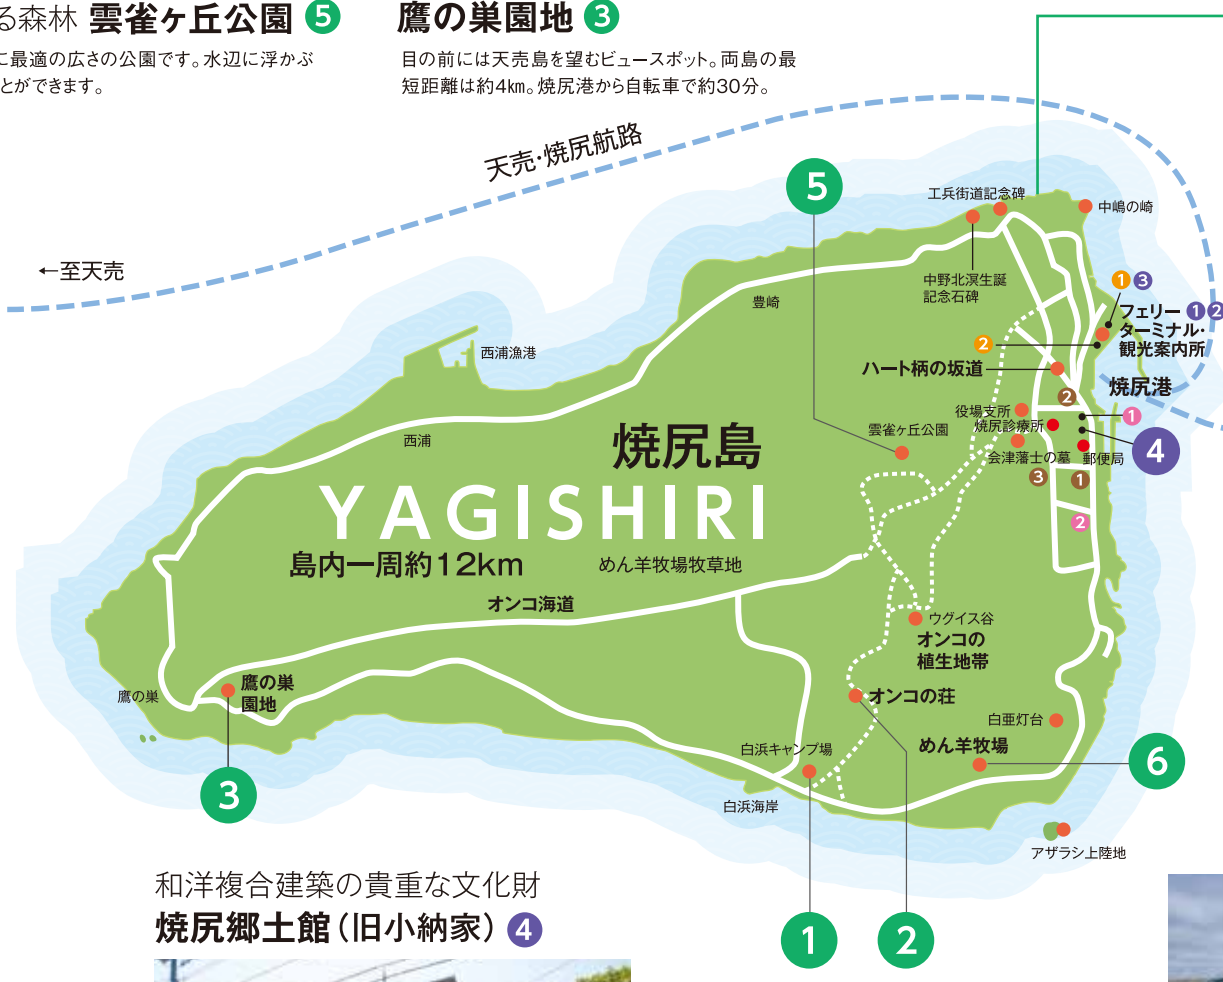 る森林 雲雀ヶ丘公園 5
に最適の広さの公園です。水辺に浮かぶ
とができます。
鷹の巣園地 3
目の前には天売島を望むビュースポット。両島の最
短距離は約4㎞。焼尻港から自転車で約30分。
天売・焼尻航路
←至天売
5
工兵街道記念碑
中嶋の崎
中野北溟生誕
記念石碑
豊崎
1 3
フェリー 1 2
ターミナル・
観光案内所
2
西浦漁港
ハート柄の坂道
焼尻港
2
役場支所
1
焼尻診療所
雲雀ヶ丘公園
西浦
焼尻島
4
会津藩士の墓
郵便局
3
1
YAGISHIRI
2
島内一周約12km
めん羊牧場牧草地
オンコ海道
ウグイス谷
オンコの
植生地帯
鷹の巣
鷹の巣
園地
オンコの荘
白亜灯台
めん羊牧場
白浜キャンプ場
6
3
白浜海岸
アザラシ上陸地
和洋複合建築の貴重な文化財
焼尻郷土館（旧小納家） 4
1
2